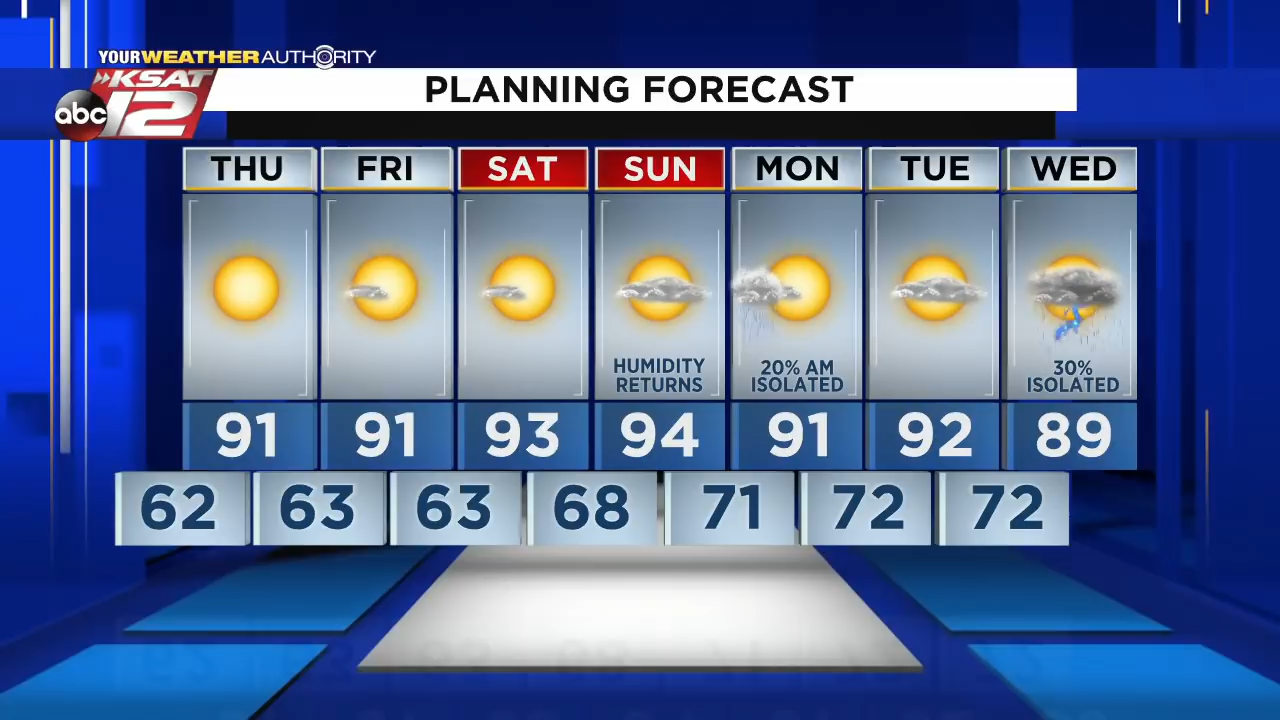 YOURWEATHERAUTHORITY
KSAT
abc 12
PLANNING FORECAST
THU FRI SAT SUN MON TUE WED
HUMIDITY RETURNS
20% AM ISOLATED
30% ISOLATED
91 91 93 94 91 92 89
62 63 63 68 71 72 72